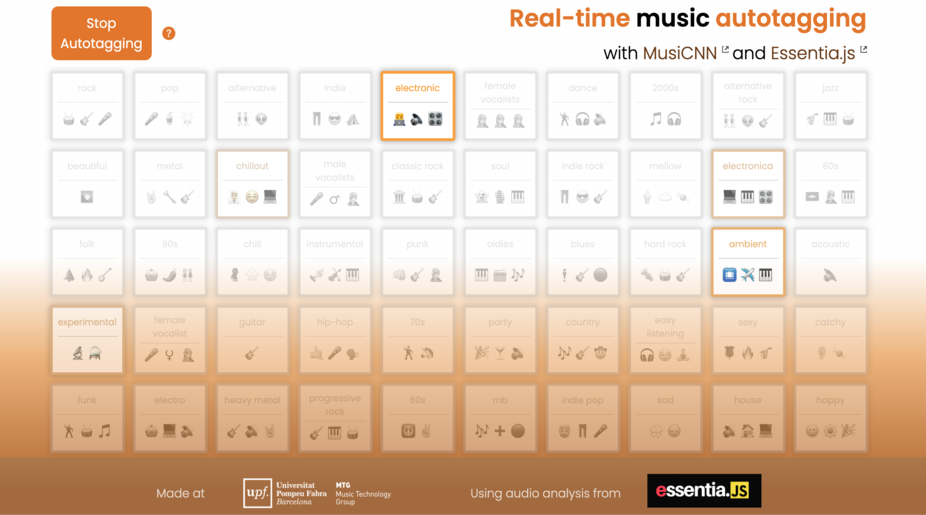 Stop
Autotagging
?
Real-time music autotagging
with MusiCNN and Essentia.js
rock
pop
alternative
indie
electronic
female
vocalists
dance
2000s
alternative
rock
jazz
beautiful
metal
chillout
male
vocalists
classic rock
soul
indie rock
mellow
electronica
80s
folk
90s
chill
instrumental
punk
oldies
blues
hard rock
ambient
acoustic
experimental
female
vocalist
guitar
hip-hop
70s
party
country
easy
listening
sexy
catchy
funk
electro
heavy metal
progressive
rock
60s
rnb
indie pop
sad
house
happy
Made at
upf.
Universitat
Pompeu Fabra
Barcelona
MTG
Music Technology
Group
Using audio analysis from
essentia.JS